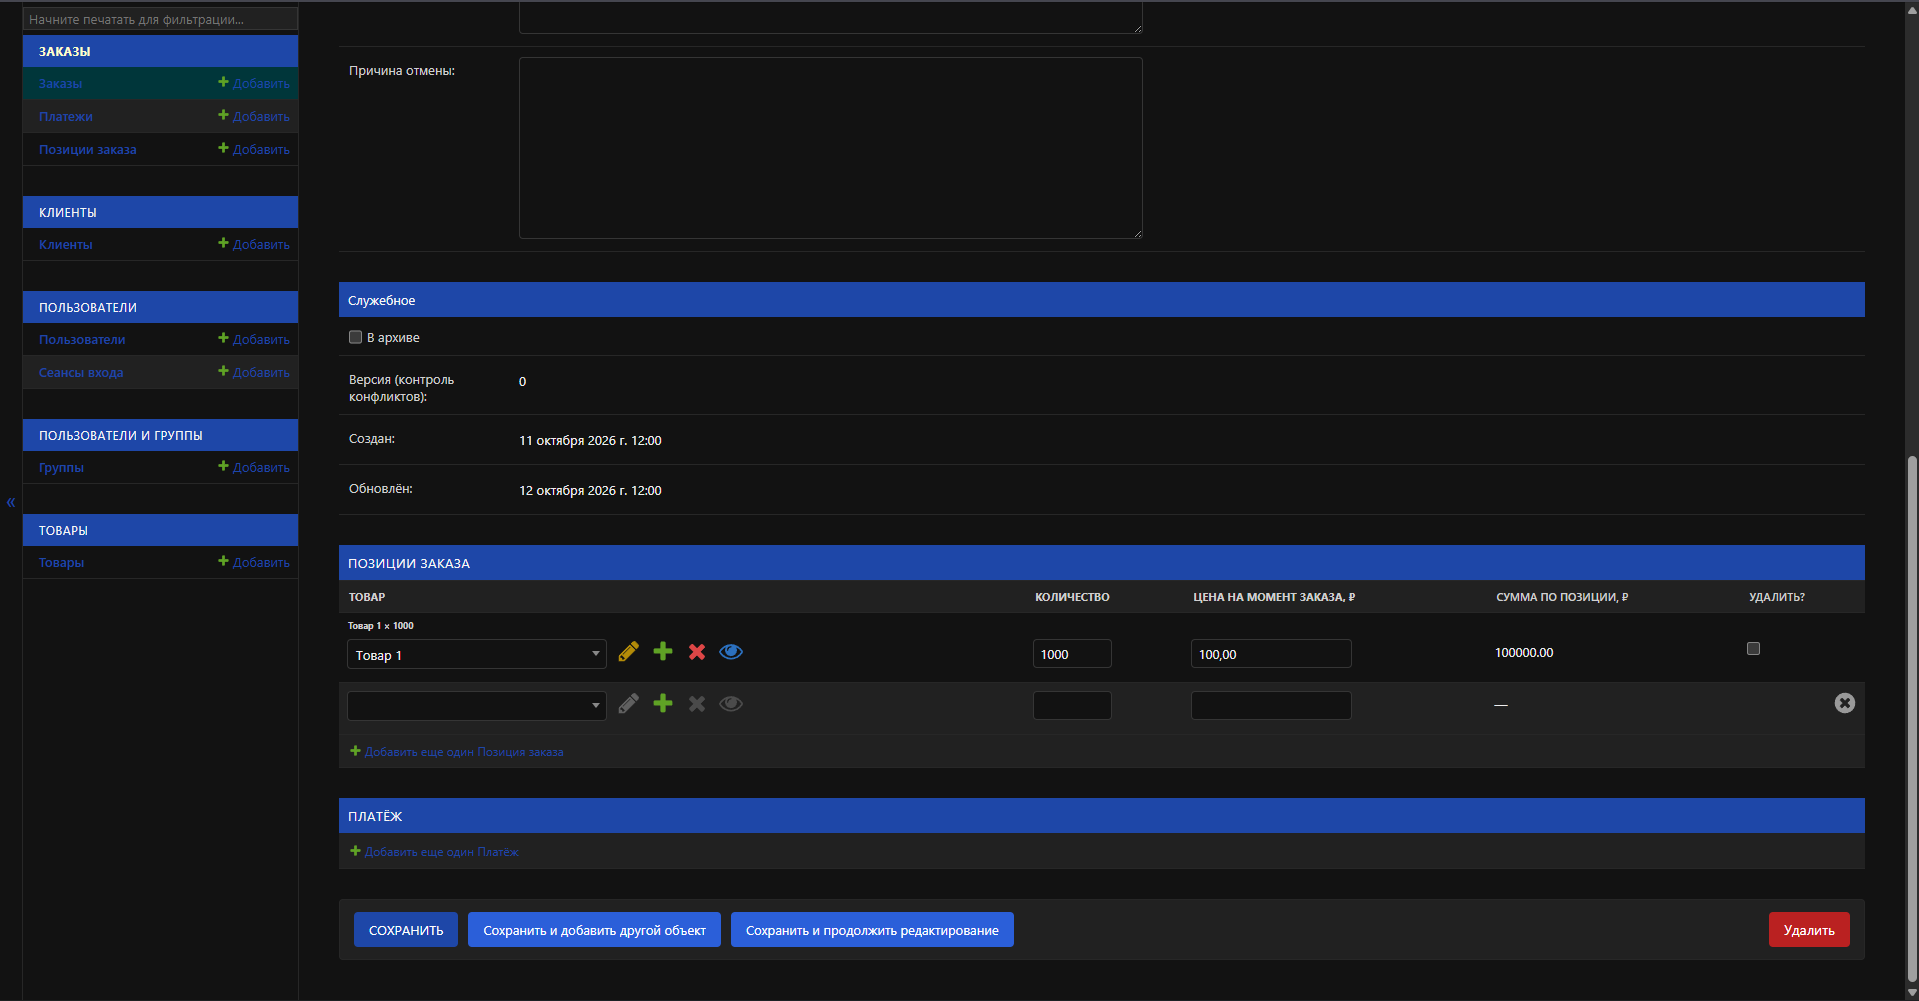 Начните печатать для фильтрации...
ЗАКАЗЫ
Заказы
Добавить
Платежи
Добавить
Позиции заказа
Добавить
КЛИЕНТЫ
Клиенты
Добавить
ПОЛЬЗОВАТЕЛИ
Пользователи
Добавить
Сеансы входа
Добавить
ПОЛЬЗОВАТЕЛИ И ГРУППЫ
Группы
Добавить
«
ТОВАРЫ
Товары
Добавить
Причина отмены:
Служебное
В архиве
Версия (контроль
конфликтов):
0
Создан:
11 октября 2026 г. 12:00
Обновлён:
12 октября 2026 г. 12:00
ПОЗИЦИИ ЗАКАЗА
ТОВАР
КОЛИЧЕСТВО
ЦЕНА НА МОМЕНТ ЗАКАЗА, ₽
СУММА ПО ПОЗИЦИИ, ₽
УДАЛИТЬ?
Товар 1 × 1000
Товар 1
1000
100,00
100000.00
—
Добавить еще один Позиция заказа
ПЛАТЁЖ
Добавить еще один Платёж
СОХРАНИТЬ
Сохранить и добавить другой объект
Сохранить и продолжить редактирование
Удалить